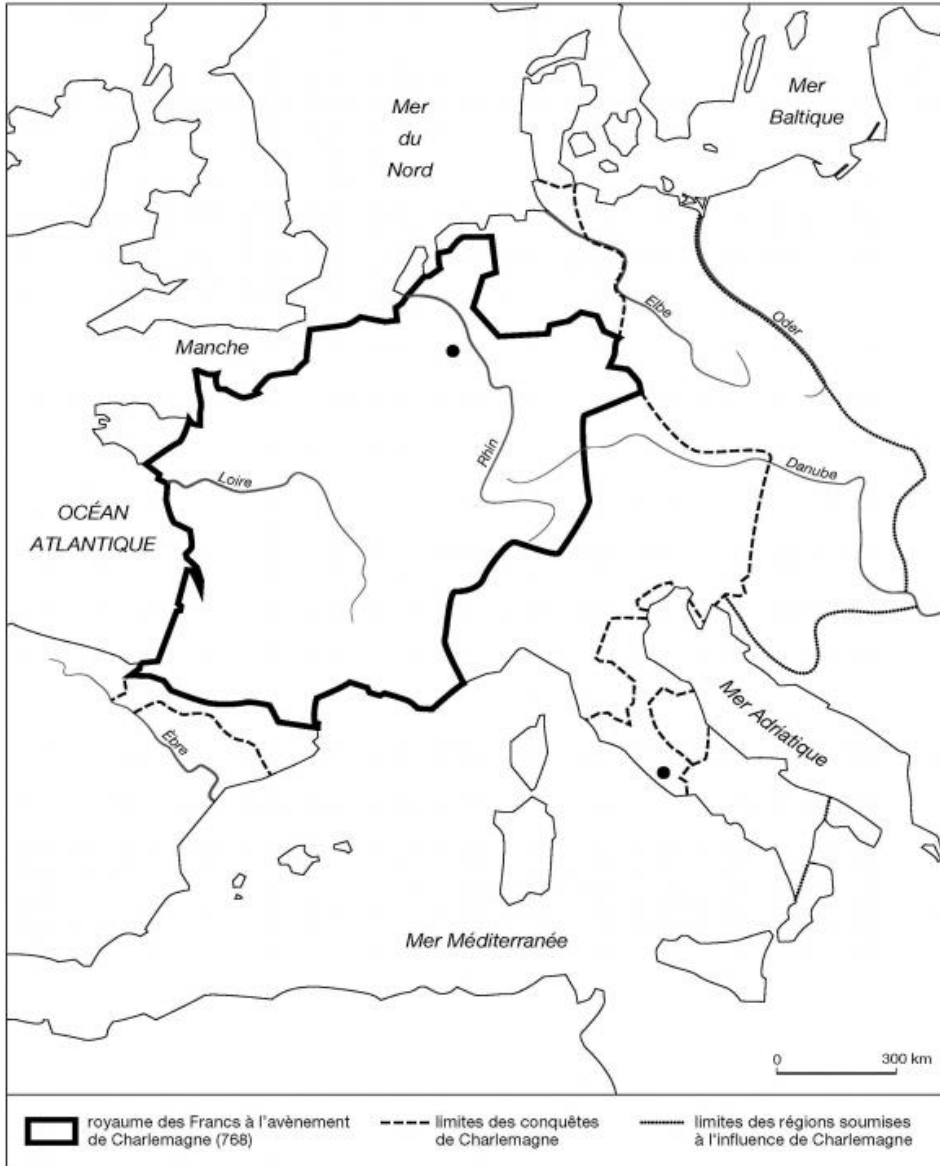 Mer
du
Nord
Mer
Baltique
Elbe
Oder
Manche
Rhin
Loire
Danube
OCÉAN
ATLANTIQUE
Mer Adriatique
Èbre
Mer Méditerranée
0 300 km
royaume des Francs à l'avènement
de Charlemagne (768)
limites des conquêtes
de Charlemagne
limites des régions soumises
à l'influence de Charlemagne